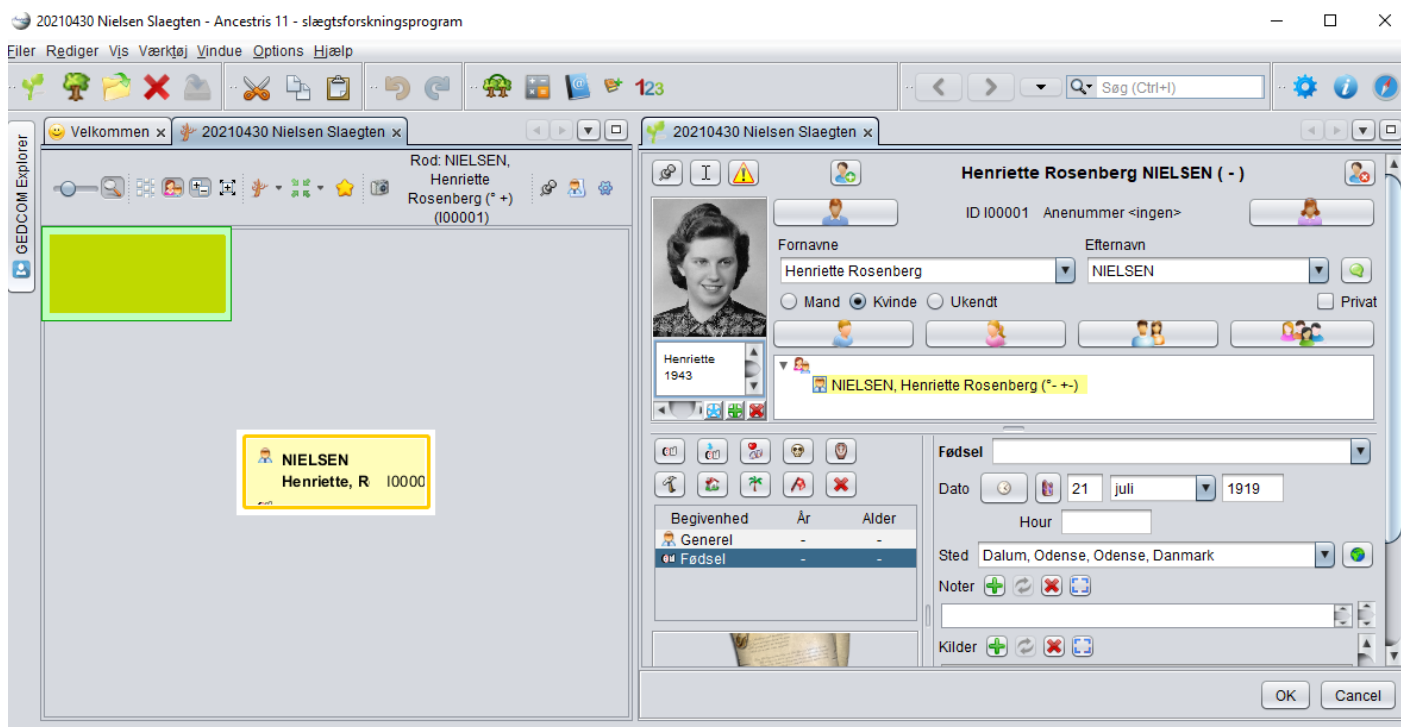 20210430 Nielsen Slaegten - Ancestris 11 - slægtsforskningsprogram
Filer Rediger Vis Værktøj Vindue Options Hjælp
123
Søg (Ctrl+I)
GEDCOM Explorer
Velkommen x
20210430 Nielsen Slaegten x
Rod: NIELSEN,
Henriette
Rosenberg (° +)
(I00001)
NIELSEN
Henriette, R I0000
20210430 Nielsen Slaegten x
Henriette Rosenberg NIELSEN ( - )
ID I00001 Anenummer <ingen>
Fornavne Efternavn
Henriette Rosenberg NIELSEN
Mand Kvinde Ukendt Privat
Henriette
1943
NIELSEN, Henriette Rosenberg (°- +-)
Begivenhed År Alder
Generel - -
Fødsel - -
Fødsel
Dato 21 juli 1919
Hour
Sted Dalum, Odense, Odense, Danmark
Noter
Kilder
OK Cancel